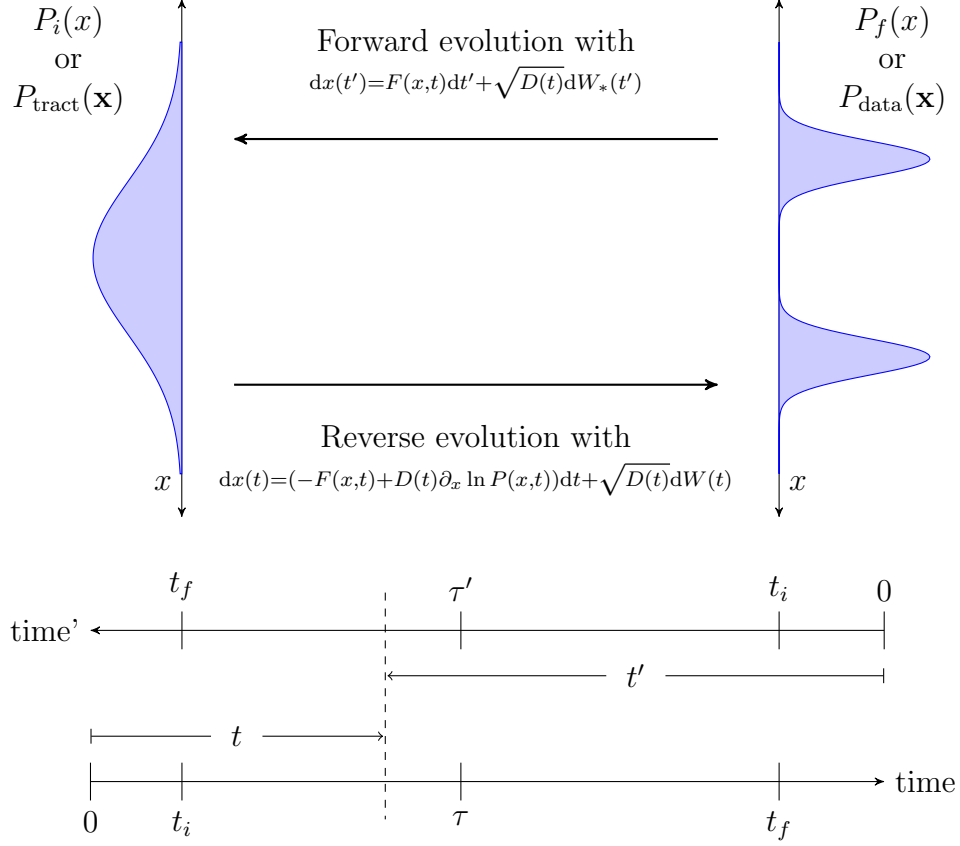 P_i(x)
or
P_tract(𝐱)
Forward evolution with
dx(t′)=F(x,t)dt′+√D(t)dW_*(t′)
P_f(x)
or
P_data(𝐱)
Reverse evolution with
dx(t)=(−F(x,t)+D(t)∂_x ln P(x,t))dt+√D(t)dW(t)
x
x
t_f
τ′
t_i
0
time'
t′
t
time
0
t_i
τ
t_f